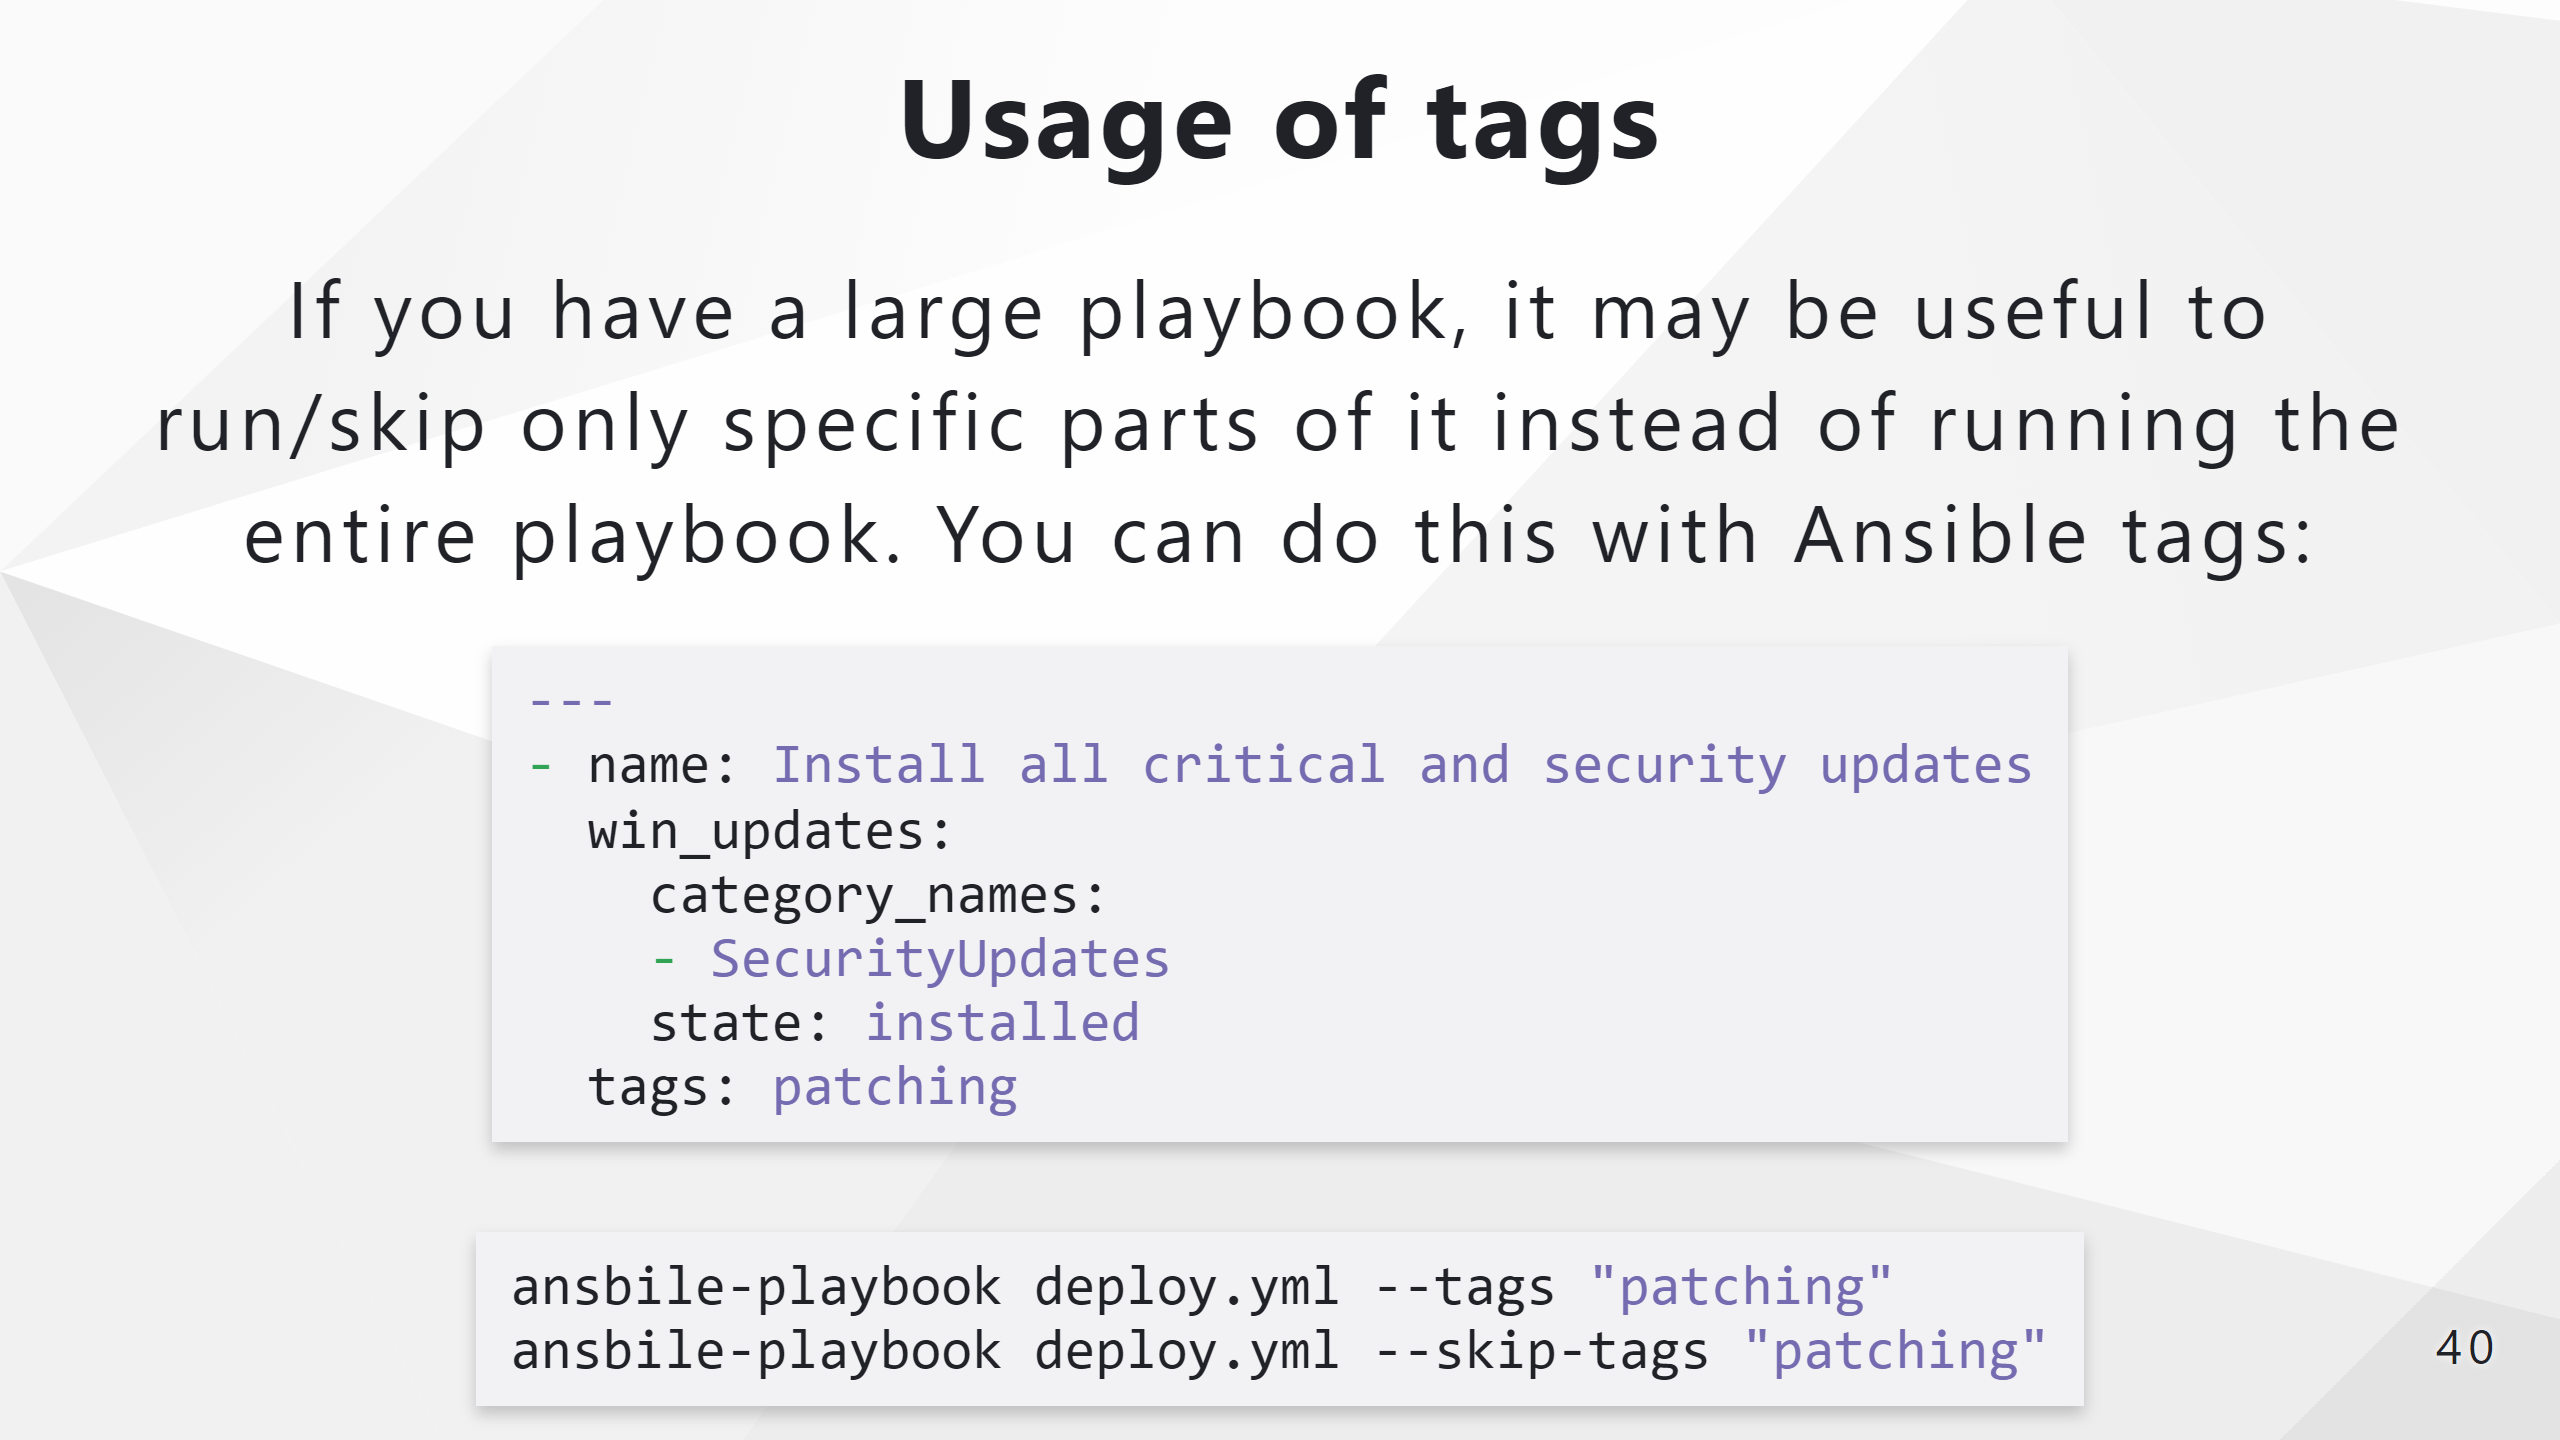 Usage of tags
If you have a large playbook, it may be useful to
run/skip only specific parts of it instead of running the
entire playbook. You can do this with Ansible tags:
---
- name: Install all critical and security updates
  win_updates:
    category_names:
    - SecurityUpdates
    state: installed
  tags: patching
ansbile-playbook deploy.yml --tags "patching"
ansbile-playbook deploy.yml --skip-tags "patching"
40